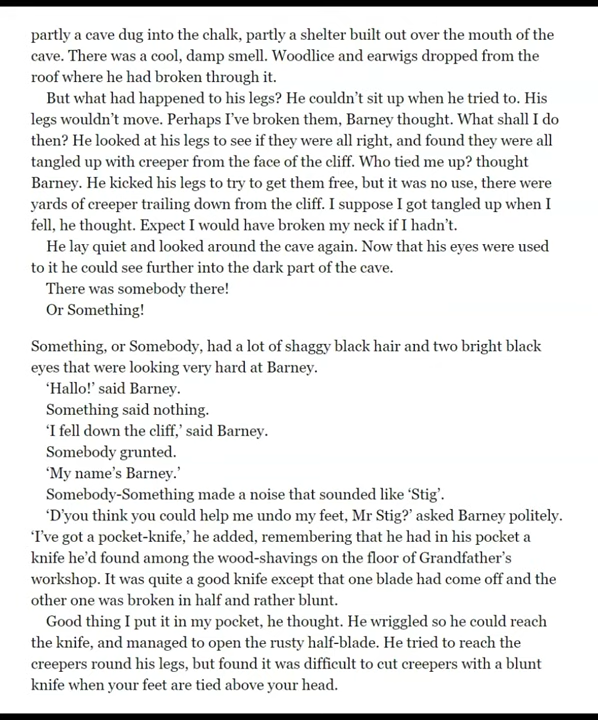 partly a cave dug into the chalk, partly a shelter built out over the mouth of the
cave. There was a cool, damp smell. Woodlice and earwigs dropped from the
roof where he had broken through it.
But what had happened to his legs? He couldn’t sit up when he tried to. His
legs wouldn’t move. Perhaps I’ve broken them, Barney thought. What shall I do
then? He looked at his legs to see if they were all right, and found they were all
tangled up with creeper from the face of the cliff. Who tied me up? thought
Barney. He kicked his legs to try to get them free, but it was no use, there were
yards of creeper trailing down from the cliff. I suppose I got tangled up when I
fell, he thought. Expect I would have broken my neck if I hadn’t.
He lay quiet and looked around the cave again. Now that his eyes were used
to it he could see further into the dark part of the cave.
There was somebody there!
Or Something!
Something, or Somebody, had a lot of shaggy black hair and two bright black
eyes that were looking very hard at Barney.
‘Hallo!’ said Barney.
Something said nothing.
‘I fell down the cliff,’ said Barney.
Somebody grunted.
‘My name’s Barney.’
Somebody-Something made a noise that sounded like ‘Stig’.
‘D’you think you could help me undo my feet, Mr Stig?’ asked Barney politely.
‘I’ve got a pocket-knife,’ he added, remembering that he had in his pocket a
knife he’d found among the wood-shavings on the floor of Grandfather’s
workshop. It was quite a good knife except that one blade had come off and the
other one was broken in half and rather blunt.
Good thing I put it in my pocket, he thought. He wriggled so he could reach
the knife, and managed to open the rusty half-blade. He tried to reach the
creepers round his legs, but found it was difficult to cut creepers with a blunt
knife when your feet are tied above your head.